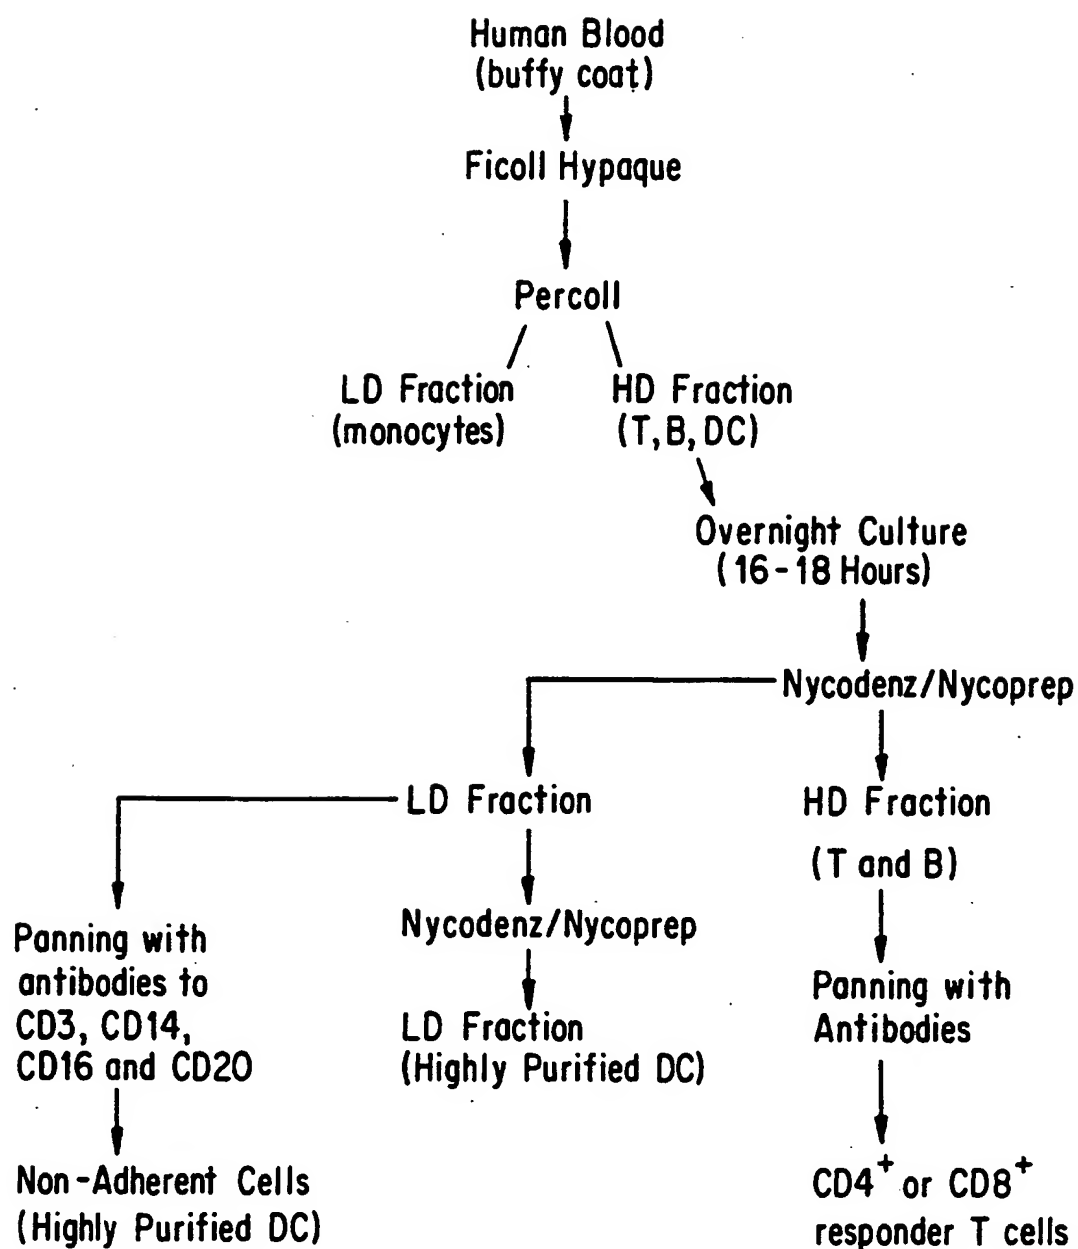 Human Blood
(buffy coat)
Ficoll Hypaque
Percoll
LD Fraction
(monocytes)
HD Fraction
(T, B, DC)
Overnight Culture
(16-18 Hours)
Nycodenz/Nycoprep
LD Fraction
HD Fraction
(T and B)
Panning with
antibodies to
CD3, CD14,
CD16 and CD20
Nycodenz/Nycoprep
LD Fraction
(Highly Purified DC)
Panning with
Antibodies
Non-Adherent Cells
(Highly Purified DC)
CD4⁺ or CD8⁺
responder T cells